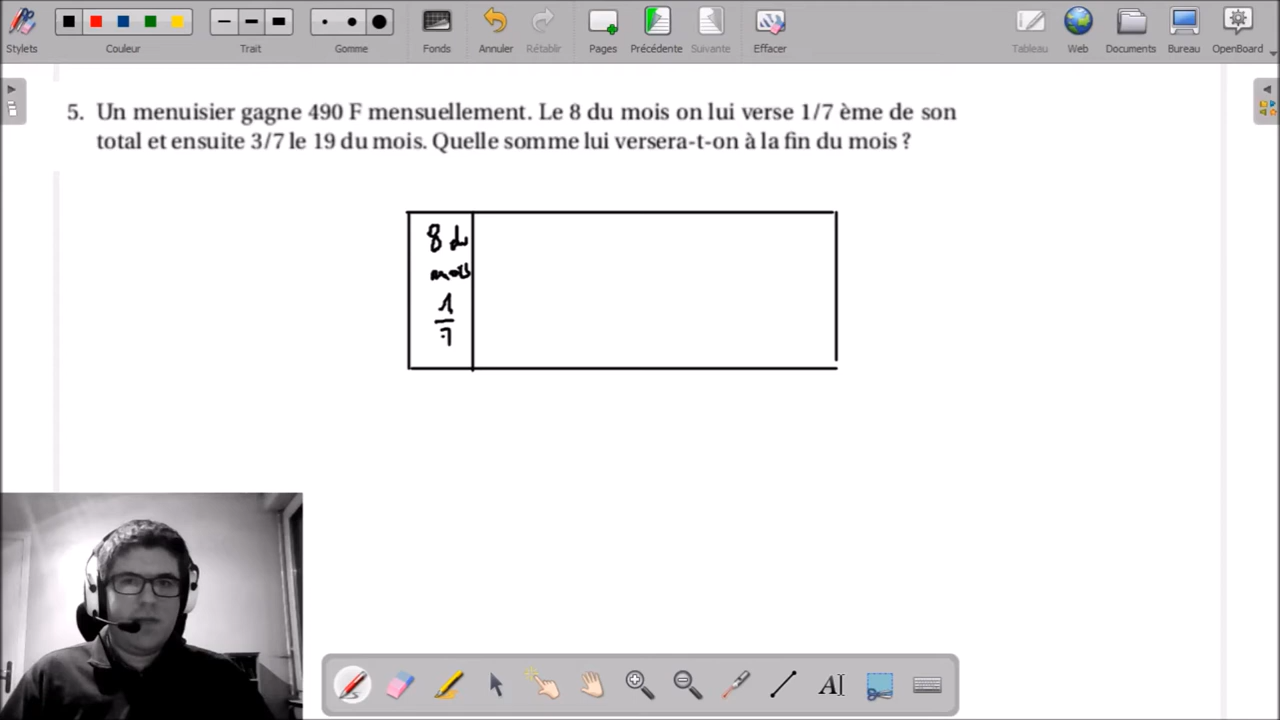 Stylets
Couleur
Trait
Gomme
Fonds
Annuler
Rétablir
Pages
Précédente
Suivante
Effacer
Tableau
Web
Documents
Bureau
OpenBoard
5. Un menuisier gagne 490 F mensuellement. Le 8 du mois on lui verse 1/7 ème de son
total et ensuite 3/7 le 19 du mois. Quelle somme lui versera-t-on à la fin du mois ?
8 du
mois
1
7
AI